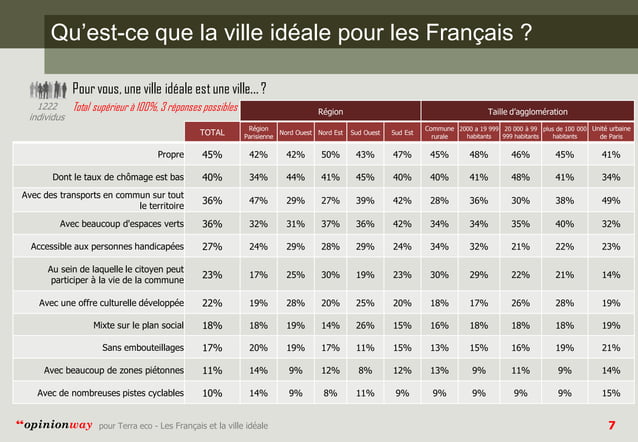 Qu’est-ce que la ville idéale pour les Français ?
Pour vous, une ville idéale est une ville… ?
1222 individus
Total supérieur à 100%, 3 réponses possibles
Région Taille d’agglomération
TOTAL Région Parisienne Nord Ouest Nord Est Sud Ouest Sud Est Commune rurale 2000 a 19 999 habitants 20 000 à 99 999 habitants plus de 100 000 habitants Unité urbaine de Paris
Propre 45% 42% 42% 50% 43% 47% 45% 48% 46% 45% 41%
Dont le taux de chômage est bas 40% 34% 44% 41% 45% 40% 40% 41% 48% 41% 34%
Avec des transports en commun sur tout le territoire 36% 47% 29% 27% 39% 42% 28% 36% 30% 38% 49%
Avec beaucoup d'espaces verts 36% 32% 31% 37% 36% 42% 34% 34% 35% 40% 32%
Accessible aux personnes handicapées 27% 24% 29% 28% 29% 24% 34% 32% 21% 22% 23%
Au sein de laquelle le citoyen peut participer à la vie de la commune 23% 17% 25% 30% 19% 23% 30% 29% 22% 21% 14%
Avec une offre culturelle développée 22% 19% 28% 20% 25% 20% 18% 17% 26% 28% 19%
Mixte sur le plan social 18% 18% 19% 14% 26% 15% 16% 18% 18% 18% 19%
Sans embouteillages 17% 20% 19% 17% 11% 15% 13% 15% 16% 19% 21%
Avec beaucoup de zones piétonnes 11% 14% 9% 12% 8% 12% 13% 9% 11% 9% 14%
Avec de nombreuses pistes cyclables 10% 14% 9% 8% 11% 9% 9% 9% 9% 9% 15%
“opinionway pour Terra eco - Les Français et la ville idéale 7